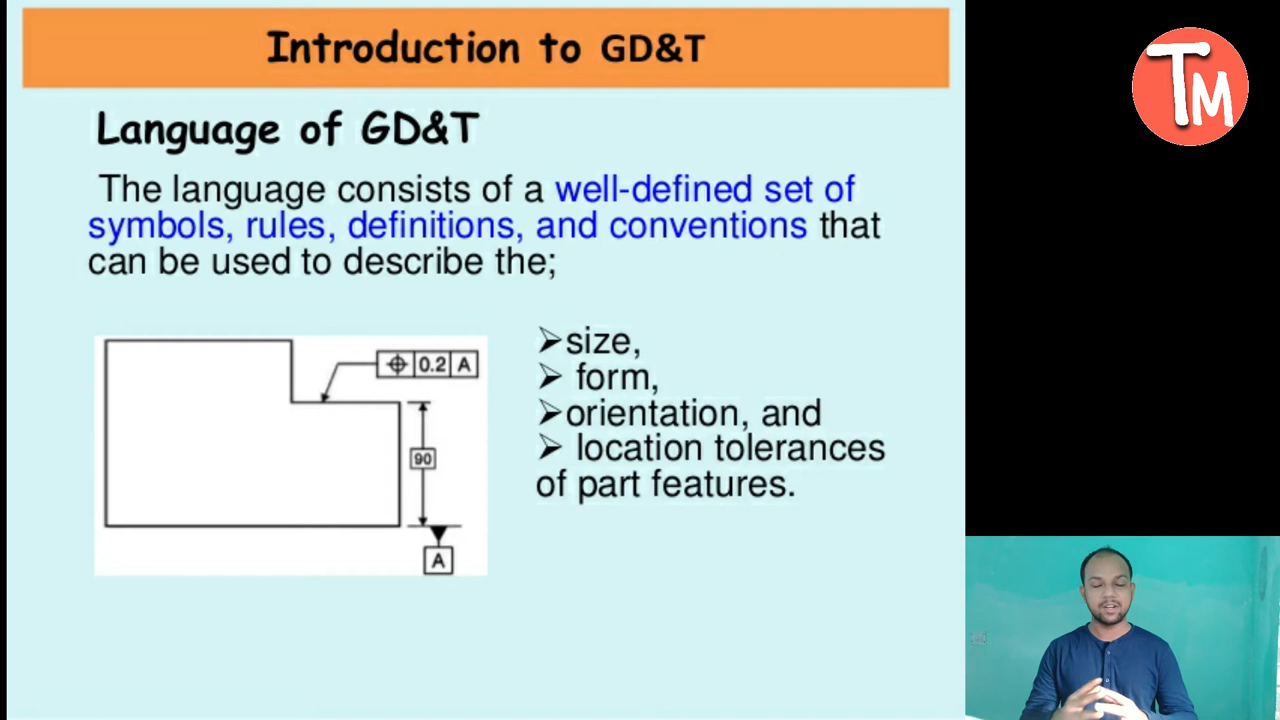 Introduction to GD&T
TM
Language of GD&T
The language consists of a well-defined set of
symbols, rules, definitions, and conventions that
can be used to describe the;
⌖ 0.2 A
90
A
➢size,
➢ form,
➢orientation, and
➢ location tolerances
of part features.